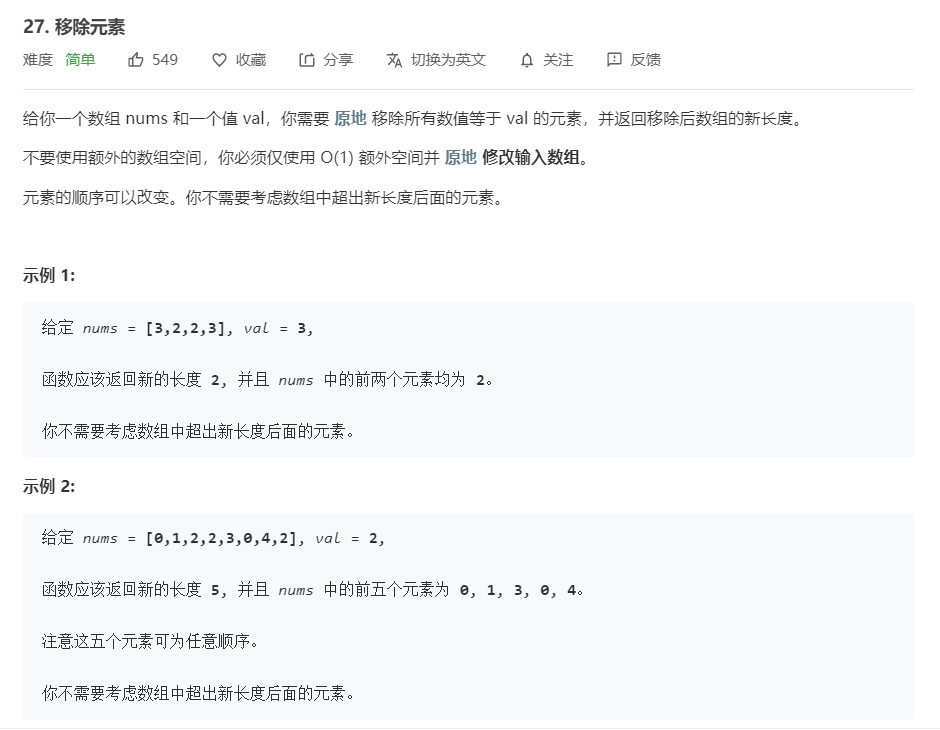 27. 移除元素
难度 简单 549 收藏 分享 切换为英文 关注 反馈
给你一个数组 nums 和一个值 val，你需要 原地 移除所有数值等于 val 的元素，并返回移除后数组的新长度。
不要使用额外的数组空间，你必须仅使用 O(1) 额外空间并 原地 修改输入数组。
元素的顺序可以改变。你不需要考虑数组中超出新长度后面的元素。
示例 1:
给定 nums = [3,2,2,3], val = 3,
函数应该返回新的长度 2, 并且 nums 中的前两个元素均为 2。
你不需要考虑数组中超出新长度后面的元素。
示例 2:
给定 nums = [0,1,2,2,3,0,4,2], val = 2,
函数应该返回新的长度 5, 并且 nums 中的前五个元素为 0, 1, 3, 0, 4。
注意这五个元素可为任意顺序。
你不需要考虑数组中超出新长度后面的元素。